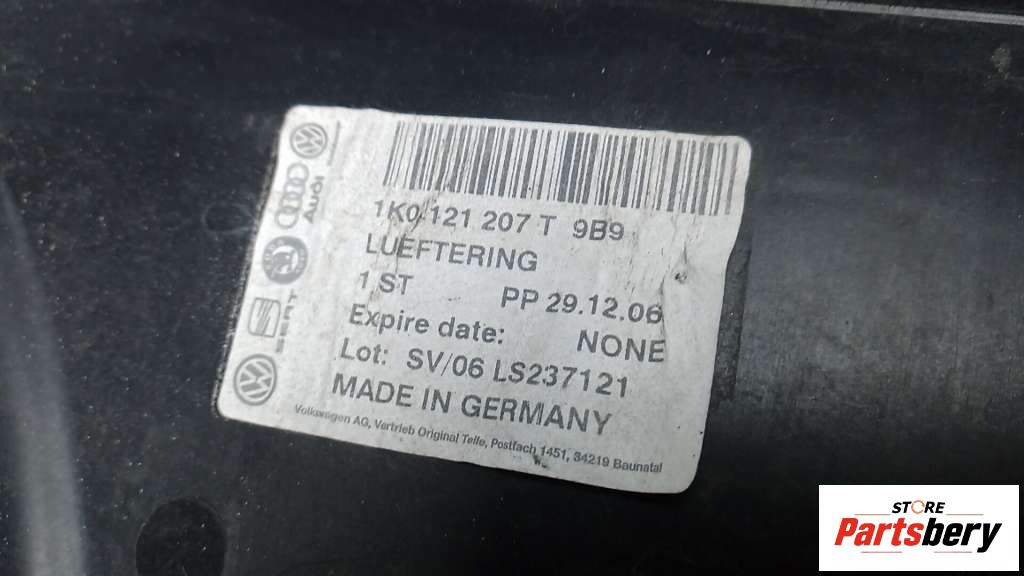 1K0 121 207 T 9B9
LUEFTERING
1 ST PP 29.12.06
Expire date: NONE
Lot: SV/06 LS237121
MADE IN GERMANY
Volkswagen AG, Vertrieb Original Teile, Postfach 1451, 34219 Baunatal
Audi
SEAT
STORE
Partsbery